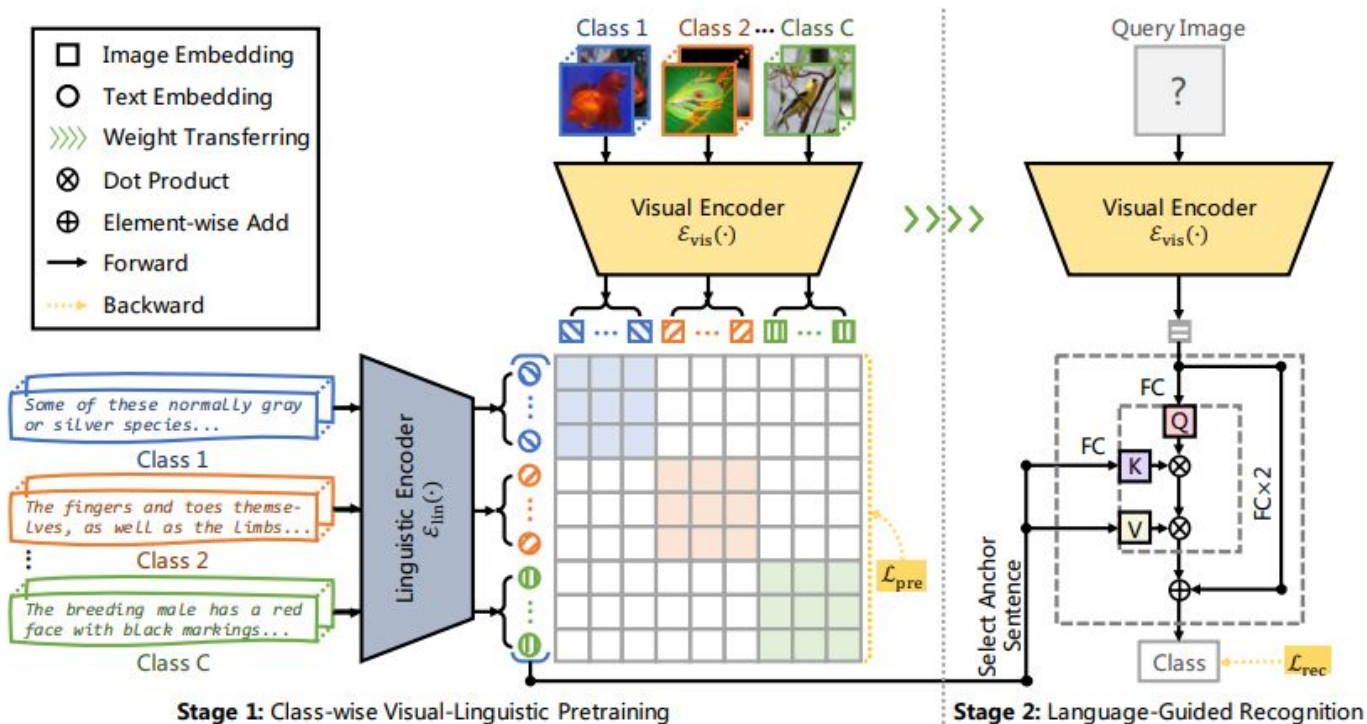 Image Embedding
Text Embedding
Weight Transferring
Dot Product
Element-wise Add
Forward
Backward
Class 1
Class 2
...
Class C
Visual Encoder
ℰvis(·)
...
...
...
Some of these normally gray
or silver species...
Class 1
The fingers and toes themse-
lves, as well as the limbs...
Class 2
The breeding male has a red
face with black markings...
Class C
Linguistic Encoder
ℰlin(·)
ℒpre
Stage 1: Class-wise Visual-Linguistic Pretraining
Query Image
?
Visual Encoder
ℰvis(·)
FC
Q
FC
K
V
FC×2
Select Anchor
Sentence
Class
ℒrec
Stage 2: Language-Guided Recognition